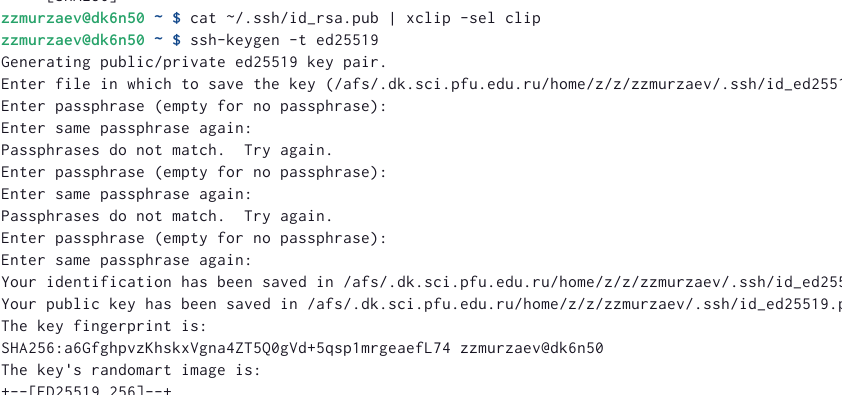 zzmurzaev@dk6n50 ~ $ cat ~/.ssh/id_rsa.pub | xclip -sel clip
zzmurzaev@dk6n50 ~ $ ssh-keygen -t ed25519
Generating public/private ed25519 key pair.
Enter file in which to save the key (/afs/.dk.sci.pfu.edu.ru/home/z/z/zzmurzaev/.ssh/id_ed2551
Enter passphrase (empty for no passphrase):
Enter same passphrase again:
Passphrases do not match.  Try again.
Enter passphrase (empty for no passphrase):
Enter same passphrase again:
Passphrases do not match.  Try again.
Enter passphrase (empty for no passphrase):
Enter same passphrase again:
Your identification has been saved in /afs/.dk.sci.pfu.edu.ru/home/z/z/zzmurzaev/.ssh/id_ed255
Your public key has been saved in /afs/.dk.sci.pfu.edu.ru/home/z/z/zzmurzaev/.ssh/id_ed25519.p
The key fingerprint is:
SHA256:a6GfghpvzKhskxVgna4ZT5Q0gVd+5qsp1mrgeaefL74 zzmurzaev@dk6n50
The key's randomart image is:
+--[ED25519 256]--+